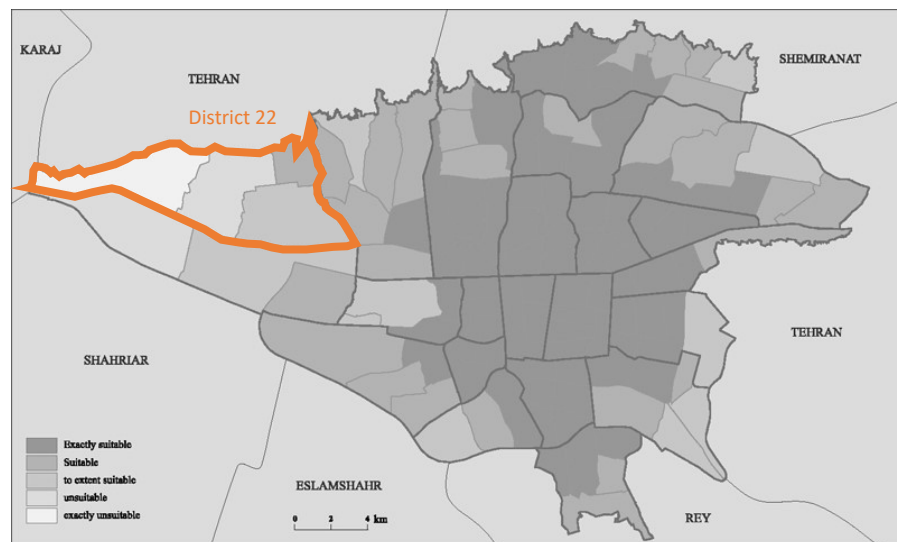 KARAJ
TEHRAN
SHEMIRANAT
District 22
TEHRAN
SHAHRIAR
Exactly suitable
Suitable
to extent suitable
unsuitable
exactly unsuitable
ESLAMSHAHR
0 2 4 km
REY